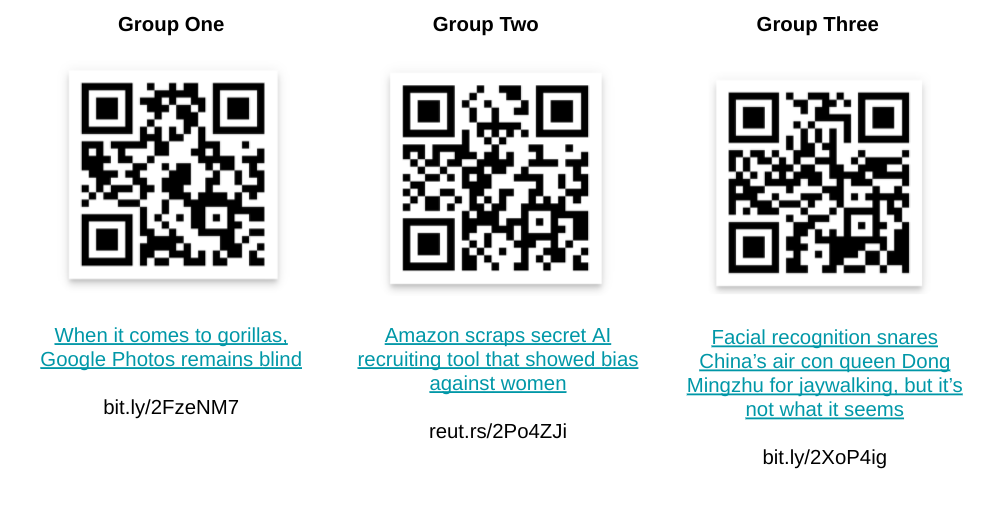 Group One
When it comes to gorillas,
Google Photos remains blind
bit.ly/2FzeNM7
Group Two
Amazon scraps secret AI
recruiting tool that showed bias
against women
reut.rs/2Po4ZJi
Group Three
Facial recognition snares
China’s air con queen Dong
Mingzhu for jaywalking, but it’s
not what it seems
bit.ly/2XoP4ig